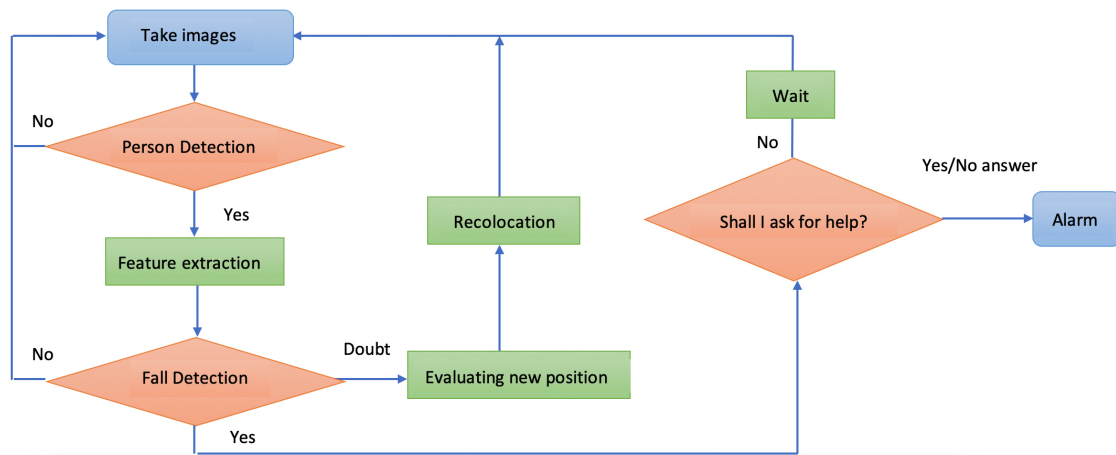 Take images
No
Person Detection
Yes
Feature extraction
No
Fall Detection
Doubt
Evaluating new position
Recolocation
Yes
Wait
No
Shall I ask for help?
Yes/No answer
Alarm